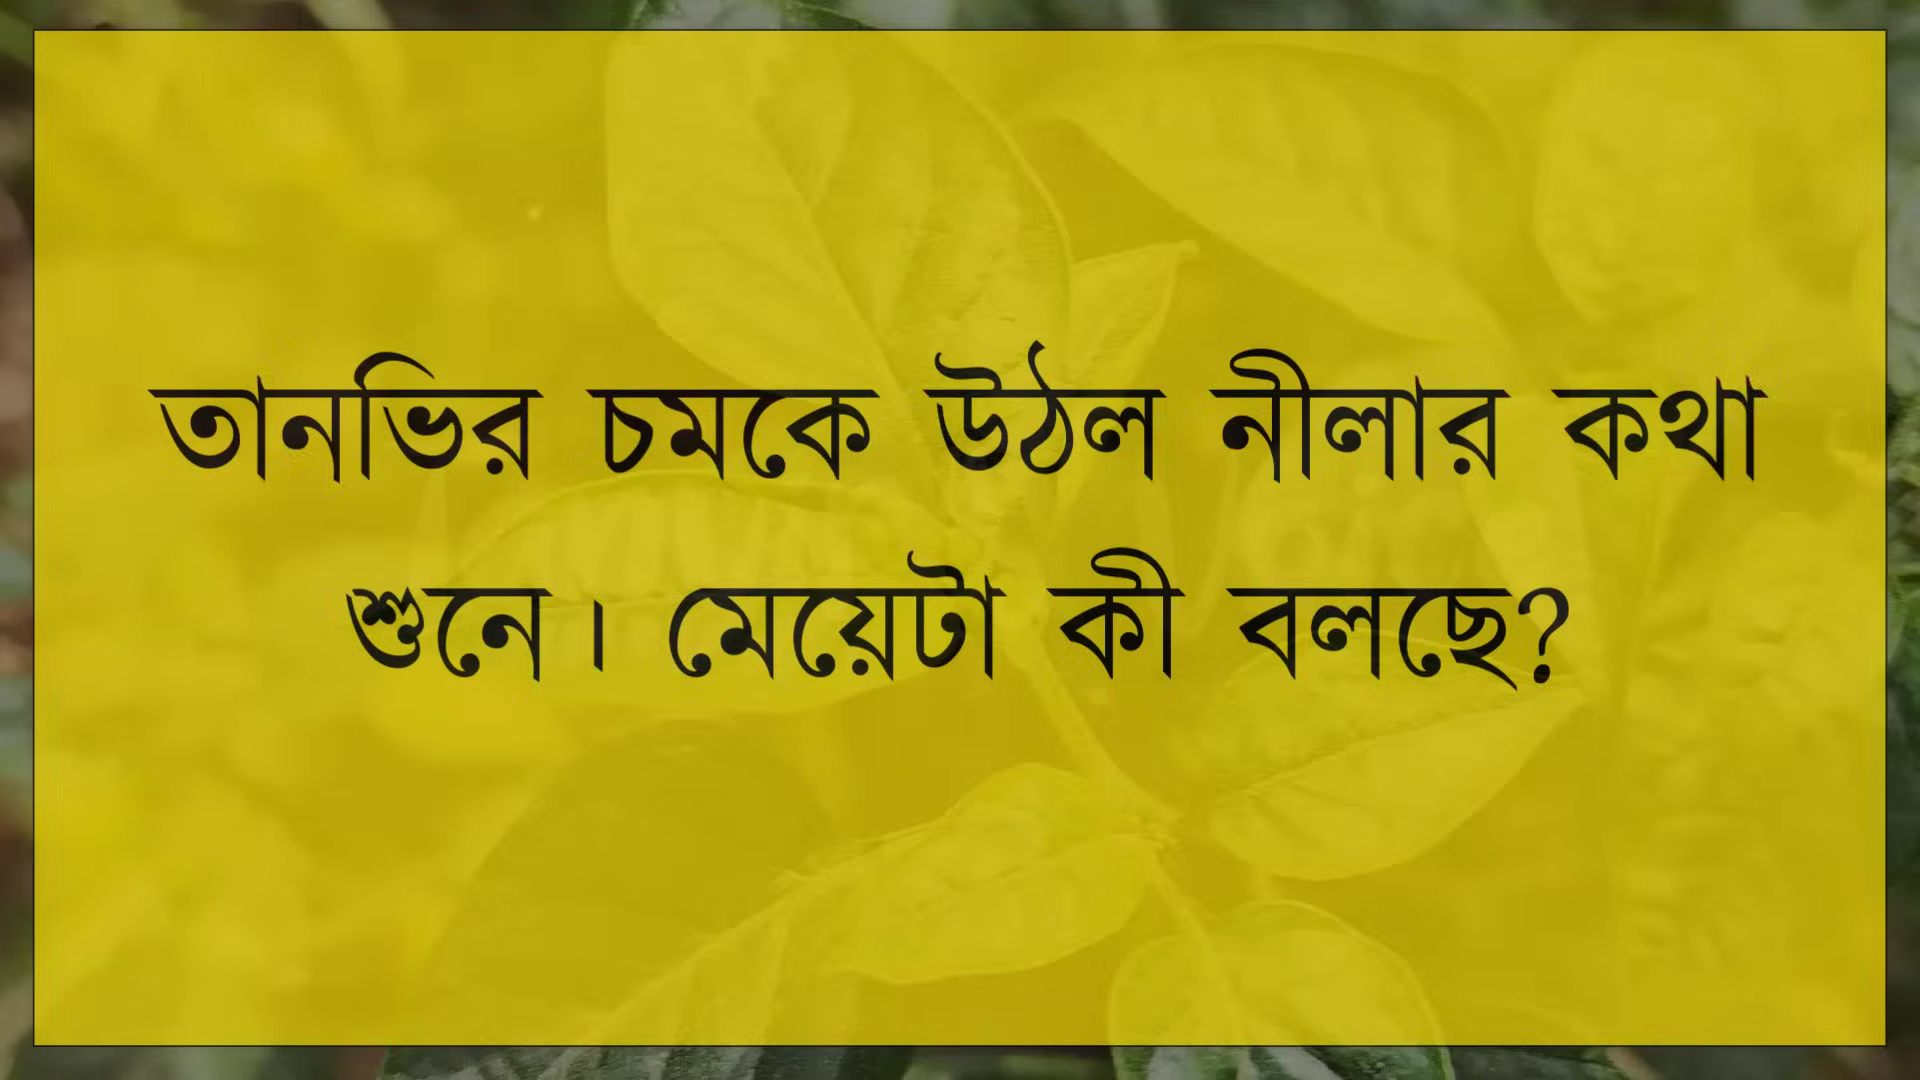 তানভির চমকে উঠল নীলার কথা
শুনে। মেয়েটা কী বলছে?